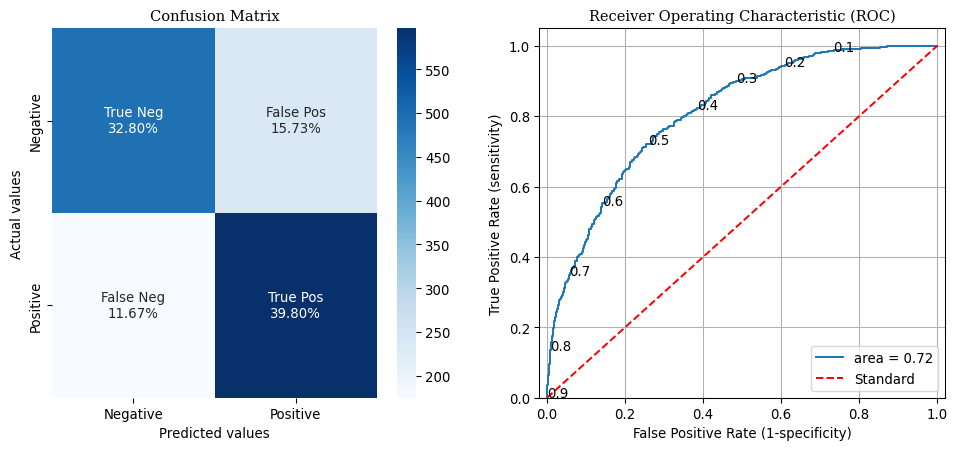 Confusion Matrix
Actual values
Negative
Positive
True Neg
32.80%
False Pos
15.73%
False Neg
11.67%
True Pos
39.80%
Negative
Positive
Predicted values
550
500
450
400
350
300
250
200
Receiver Operating Characteristic (ROC)
True Positive Rate (sensitivity)
1.0
0.8
0.6
0.4
0.2
0.0
0.1
0.2
0.3
0.4
0.5
0.6
0.7
0.8
0.9
area = 0.72
Standard
0.0
0.2
0.4
0.6
0.8
1.0
False Positive Rate (1-specificity)